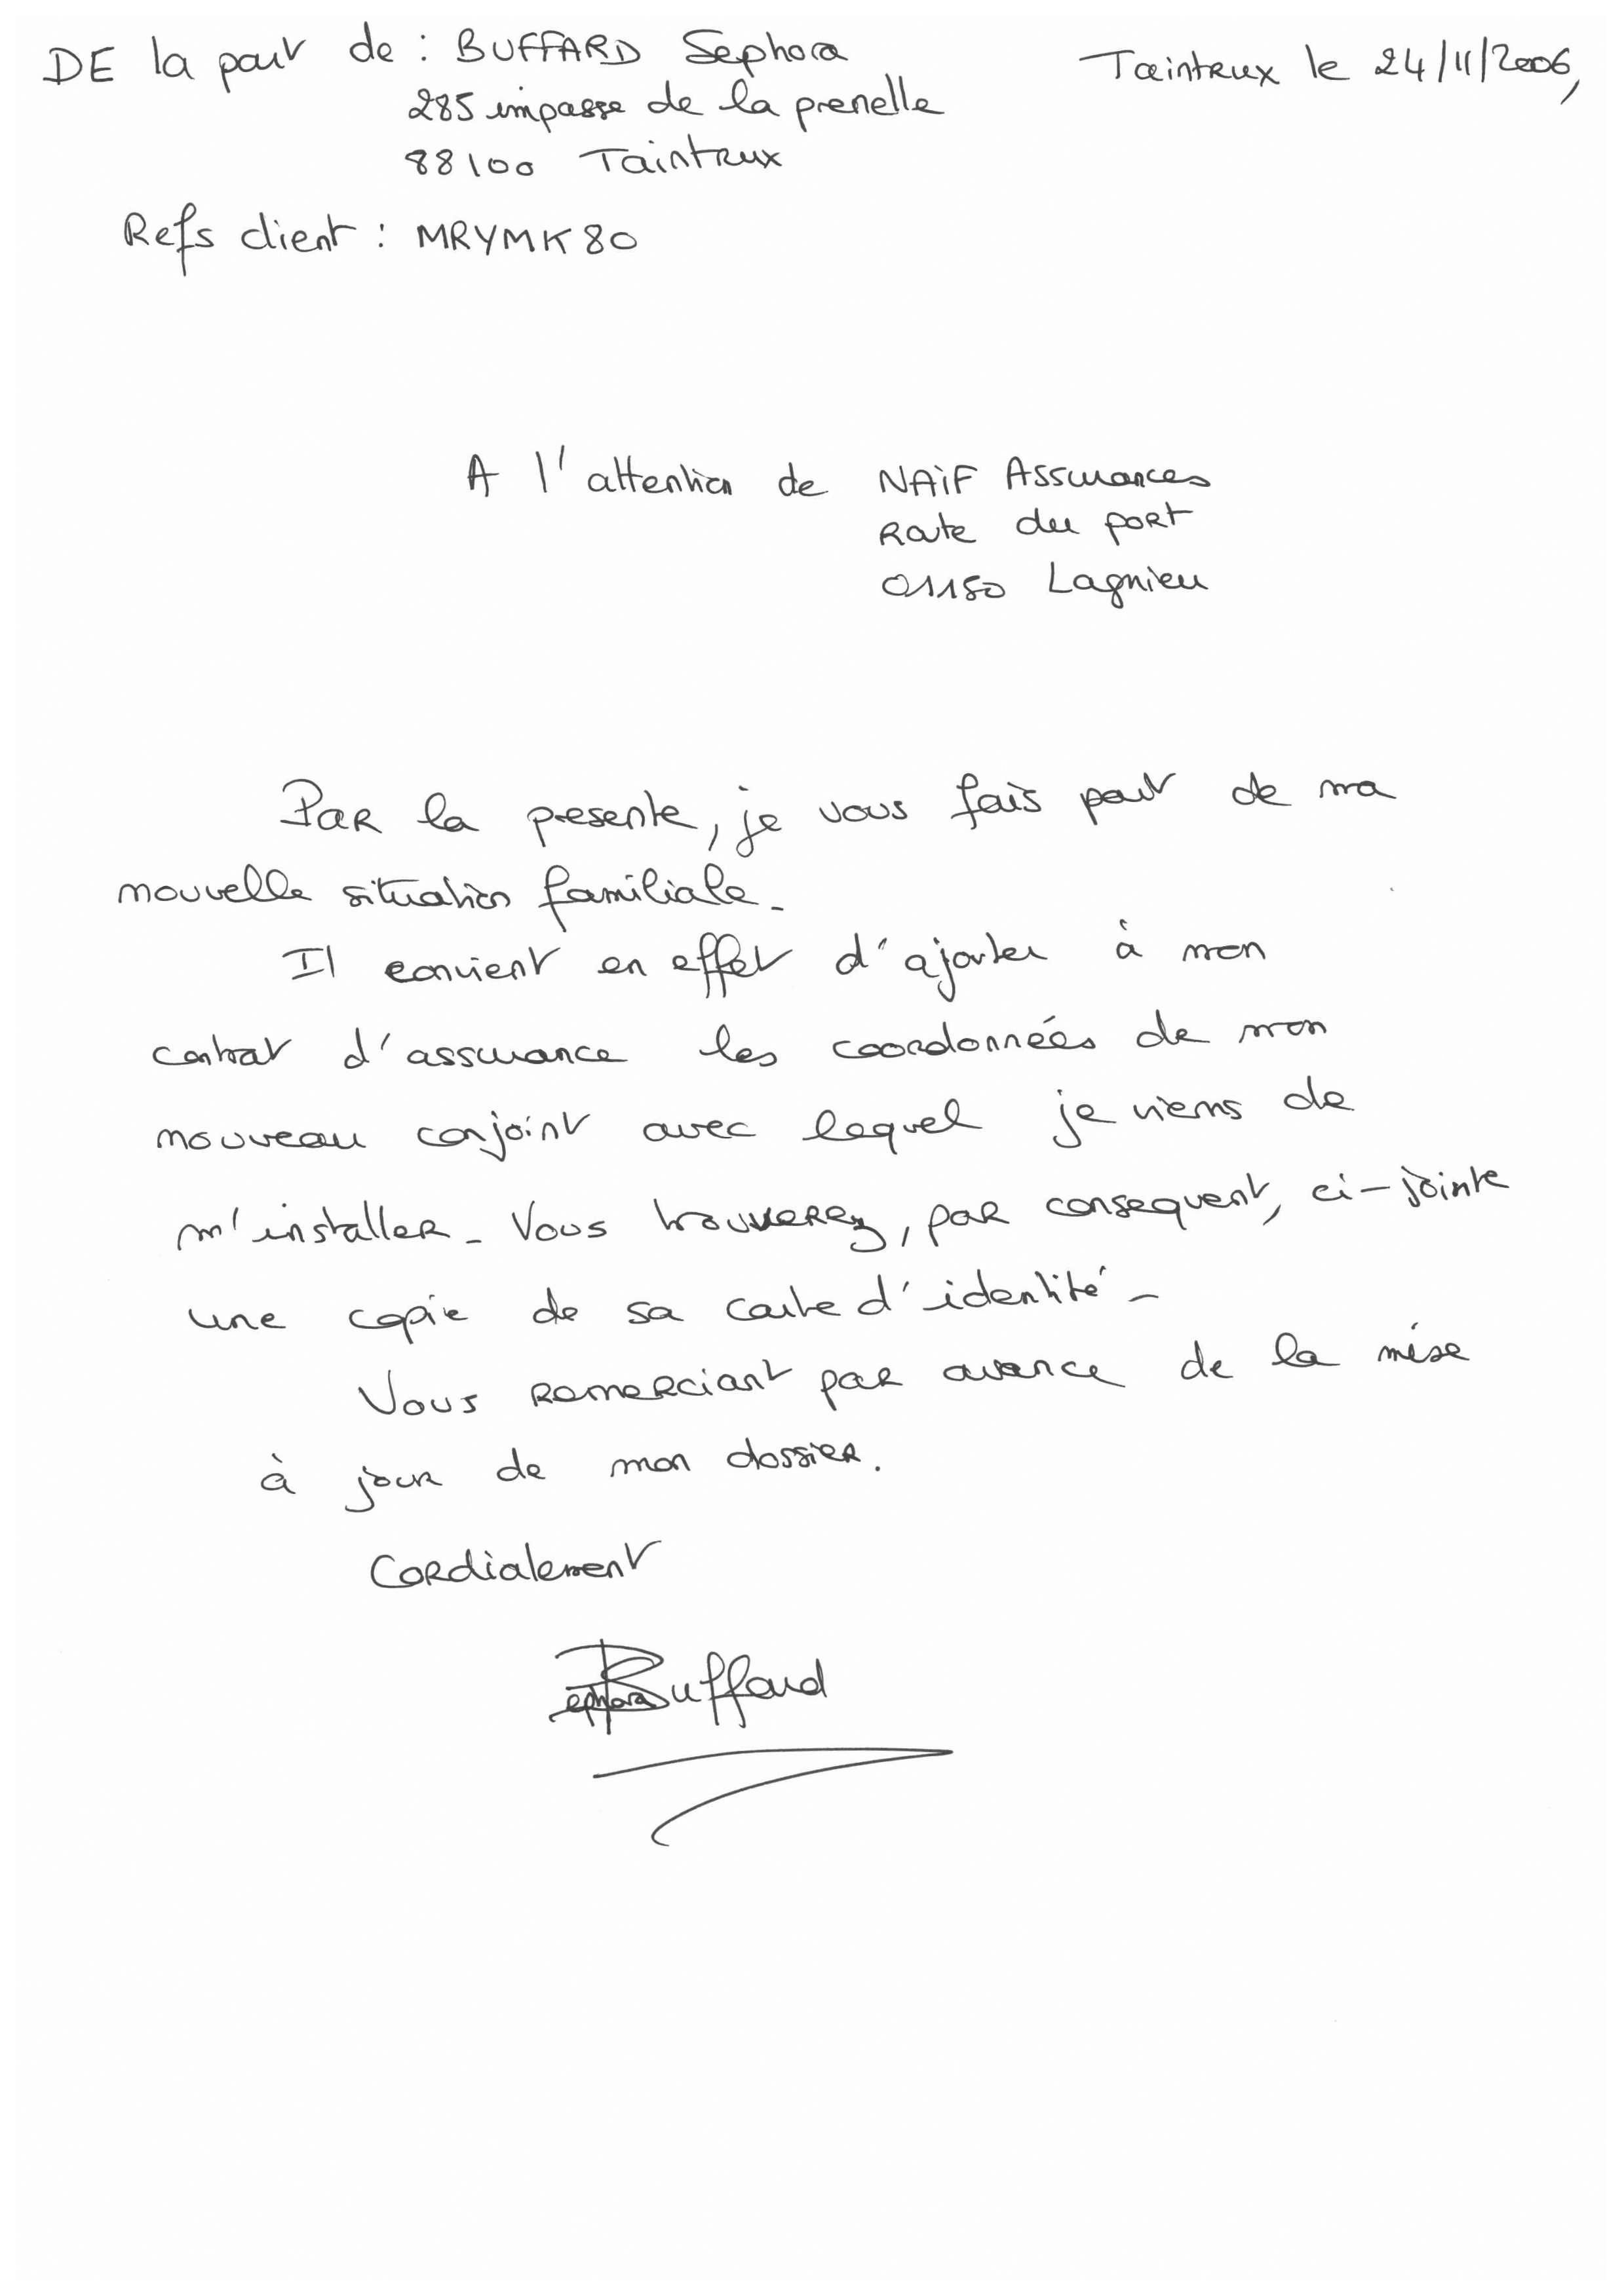 DE la part de : BUFFARD Sephora
Taintrux le 24/11/2006,
285 impasse de la prenelle
88100 Taintrux
Refs client : MRYMK80
A l'attention de NAiF Assurances
Route du port
01150 Lagnieu
Par la presente, je vous fais part de ma
nouvelle situation familiale.
Il convient en effet d'ajouter à mon
contrat d'assurance les coordonnées de mon
nouveau conjoint avec lequel je viens de
m'installer. Vous trouverez, par consequent, ci-jointe
une copie de sa carte d'identité.
Vous remerciant par avance de la mise
à jour de mon dossier.
Cordialement
Sephora Buffard